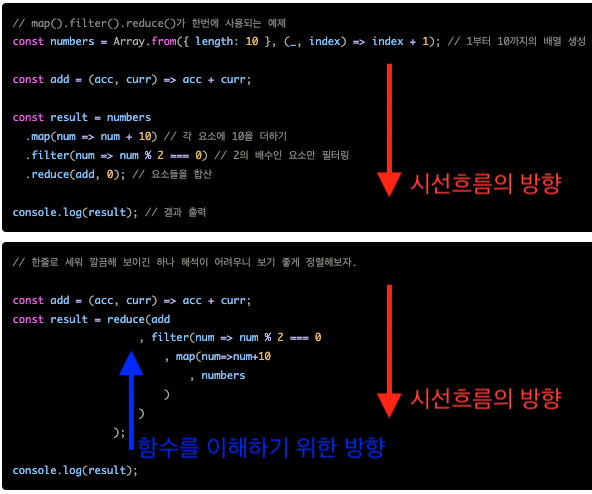 // map().filter().reduce()가 한번에 사용되는 예제
const numbers = Array.from({ length: 10 }, (_, index) => index + 1); // 1부터 10까지의 배열 생성
const add = (acc, curr) => acc + curr;
const result = numbers
.map(num => num + 10) // 각 요소에 10을 더하기
.filter(num => num % 2 === 0) // 2의 배수인 요소만 필터링
.reduce(add, 0); // 요소들을 합산
시선흐름의 방향
console.log(result); // 결과 출력
// 한줄로 세워 깔끔해 보이긴 하나 해석이 어려우니 보기 좋게 정렬해보자.
const add = (acc, curr) => acc + curr;
const result = reduce(add
, filter(num => num % 2 === 0
, map(num=>num+10
, numbers
)
시선흐름의 방향
)
);
함수를 이해하기 위한 방향
console.log(result);